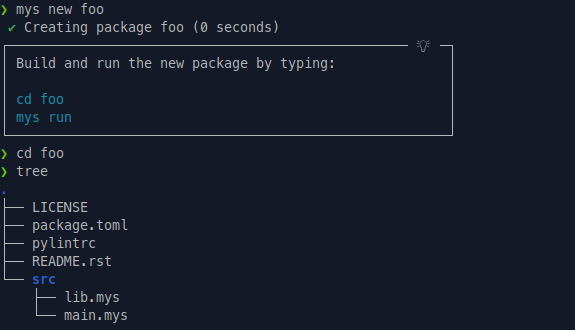 ❯ mys new foo
✔ Creating package foo (0 seconds)
Build and run the new package by typing:
cd foo
mys run
❯ cd foo
❯ tree
.
├── LICENSE
├── package.toml
├── pylintrc
├── README.rst
└── src
    ├── lib.mys
    └── main.mys